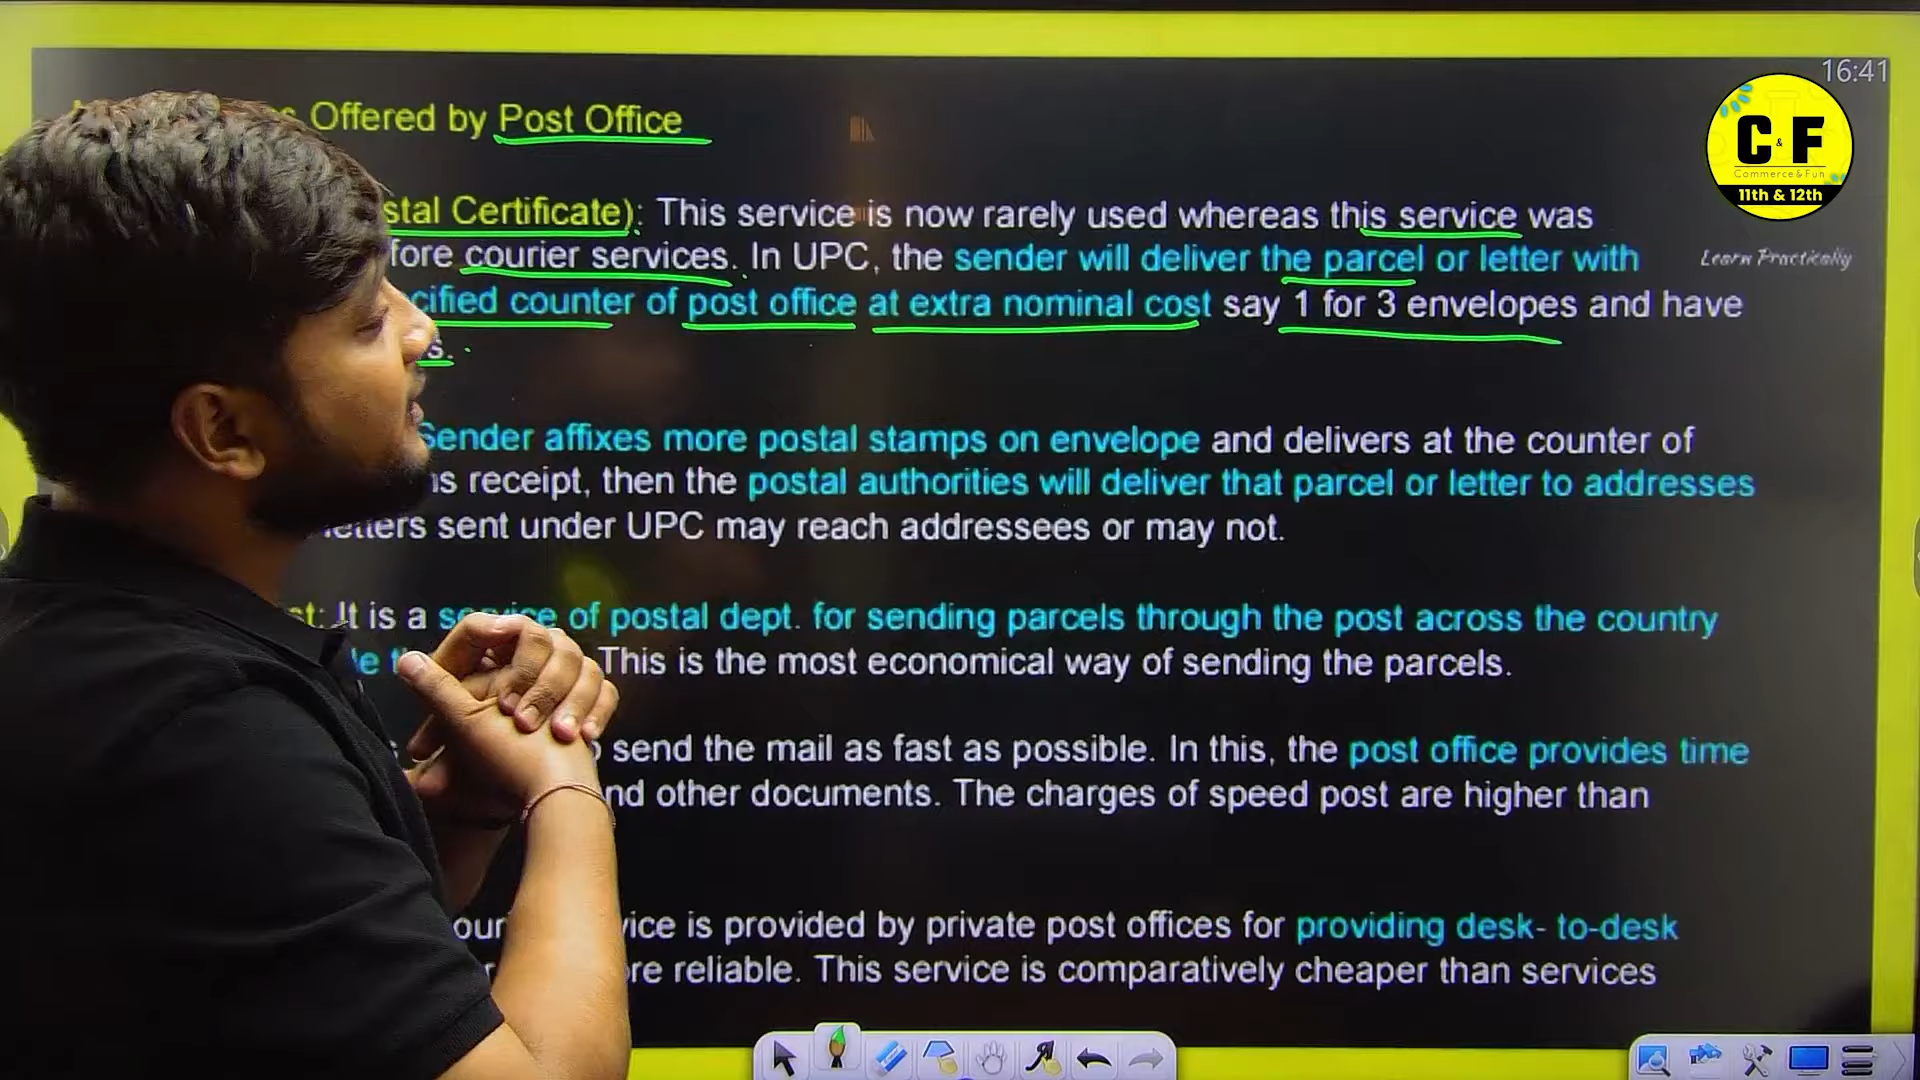 16:41
Offered by Post Office
C & F
Commerce & Fun
11th & 12th
Learn Practically
stal Certificate): This service is now rarely used whereas this service was
fore courier services. In UPC, the sender will deliver the parcel or letter with
cified counter of post office at extra nominal cost say 1 for 3 envelopes and have
s.
Sender affixes more postal stamps on envelope and delivers at the counter of
ns receipt, then the postal authorities will deliver that parcel or letter to addresses
letters sent under UPC may reach addressees or may not.
st: It is a service of postal dept. for sending parcels through the post across the country
This is the most economical way of sending the parcels.
send the mail as fast as possible. In this, the post office provides time
nd other documents. The charges of speed post are higher than
our vice is provided by private post offices for providing desk- to-desk
re reliable. This service is comparatively cheaper than services